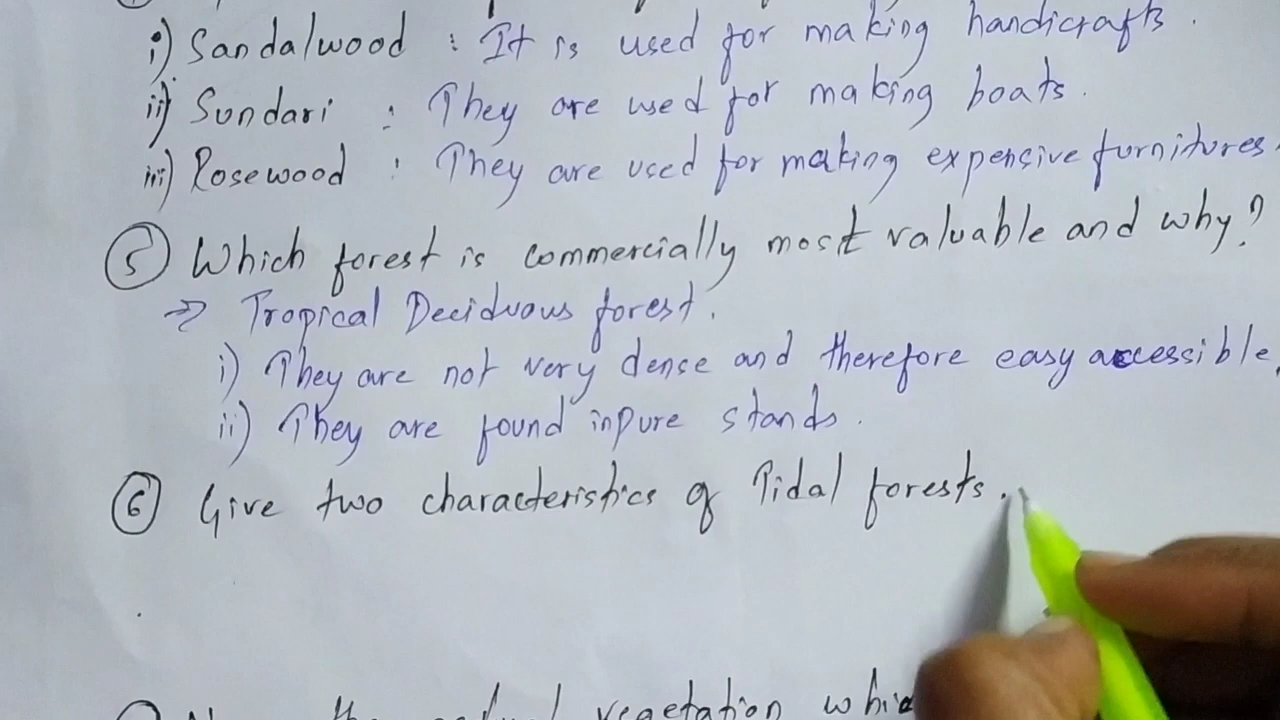 i) Sandalwood : It is used for making handicrafts.
ii) Sundari : They are used for making boats.
iii) Rosewood : They are used for making expensive furnitures.
5 Which forest is commercially most valuable and why?
⇒ Tropical Deciduous forest.
i) They are not very dense and therefore easy accessible.
ii) They are found inpure stands.
6 Give two characteristics of Tidal forests.
the natural vegetation